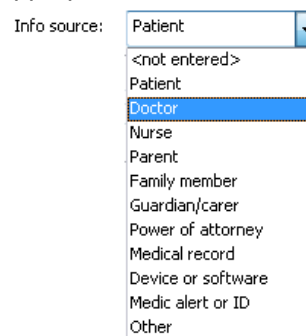 Info source: Patient
<not entered>
Patient
Doctor
Nurse
Parent
Family member
Guardian/carer
Power of attorney
Medical record
Device or software
Medic alert or ID
Other